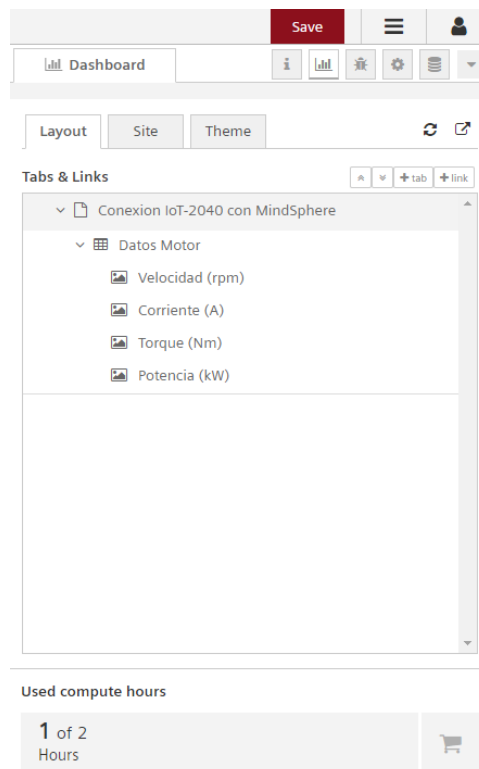 Save
Dashboard
i
Layout Site Theme
Tabs & Links
+ tab + link
Conexion IoT-2040 con MindSphere
Datos Motor
Velocidad (rpm)
Corriente (A)
Torque (Nm)
Potencia (kW)
Used compute hours
1 of 2
Hours